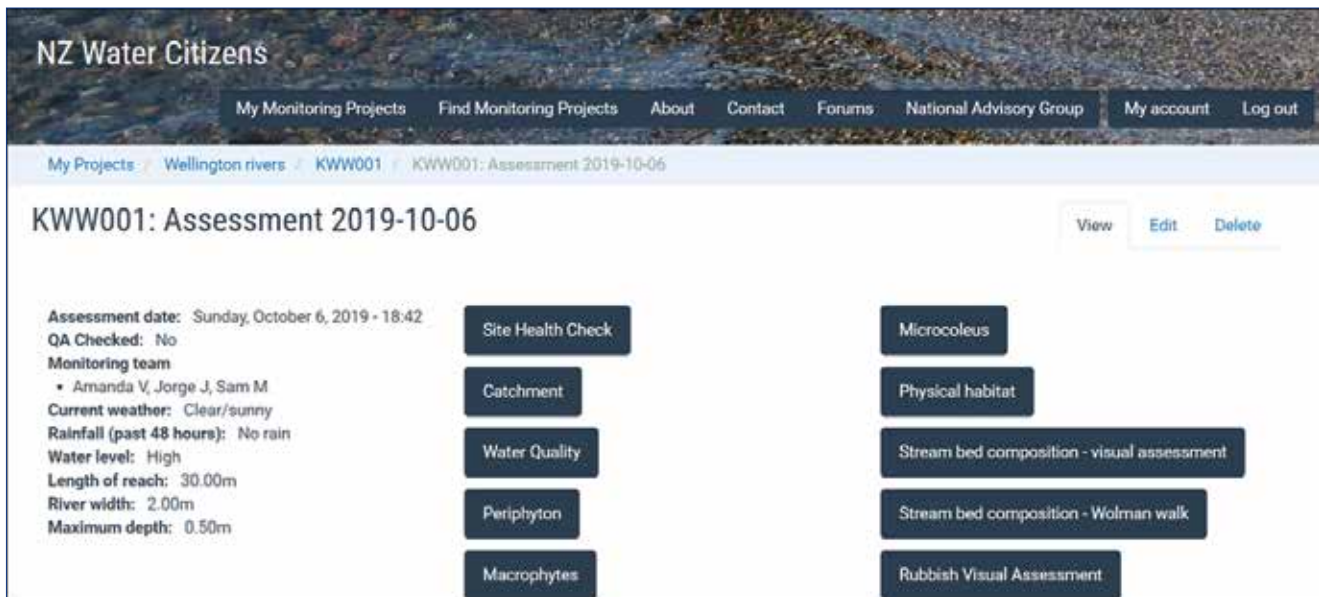 NZ Water Citizens
My Monitoring Projects Find Monitoring Projects About Contact Forums National Advisory Group My account Log out
My Projects / Wellington rivers / KWW001 / KWW001: Assessment 2019-10-06
KWW001: Assessment 2019-10-06
View Edit Delete
Assessment date: Sunday, October 6, 2019 - 18:42
QA Checked: No
Monitoring team
• Amanda V, Jorge J, Sam M
Current weather: Clear/sunny
Rainfall (past 48 hours): No rain
Water level: High
Length of reach: 30.00m
River width: 2.00m
Maximum depth: 0.50m
Site Health Check
Catchment
Water Quality
Periphyton
Macrophytes
Microcoleus
Physical habitat
Stream bed composition - visual assessment
Stream bed composition - Wolman walk
Rubbish Visual Assessment